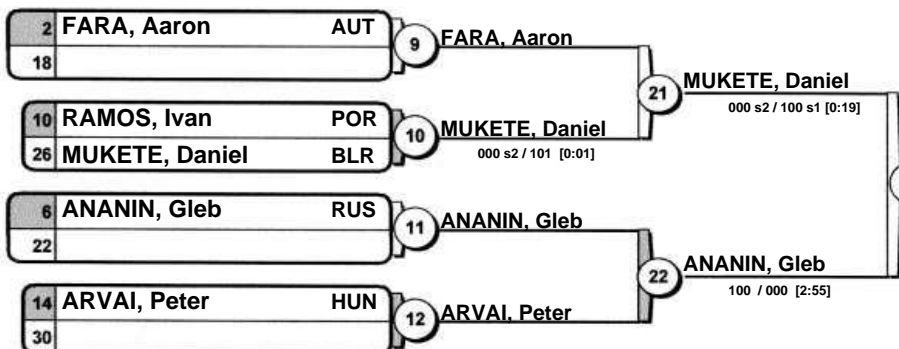 2 FARA, Aaron AUT
18
9 FARA, Aaron
21 MUKETE, Daniel
000 s2 / 100 s1 [0:19]
10 RAMOS, Ivan POR
26 MUKETE, Daniel BLR
10 MUKETE, Daniel
000 s2 / 101 [0:01]
6 ANANIN, Gleb RUS
22
11 ANANIN, Gleb
22 ANANIN, Gleb
100 / 000 [2:55]
14 ARVAI, Peter HUN
30
12 ARVAI, Peter